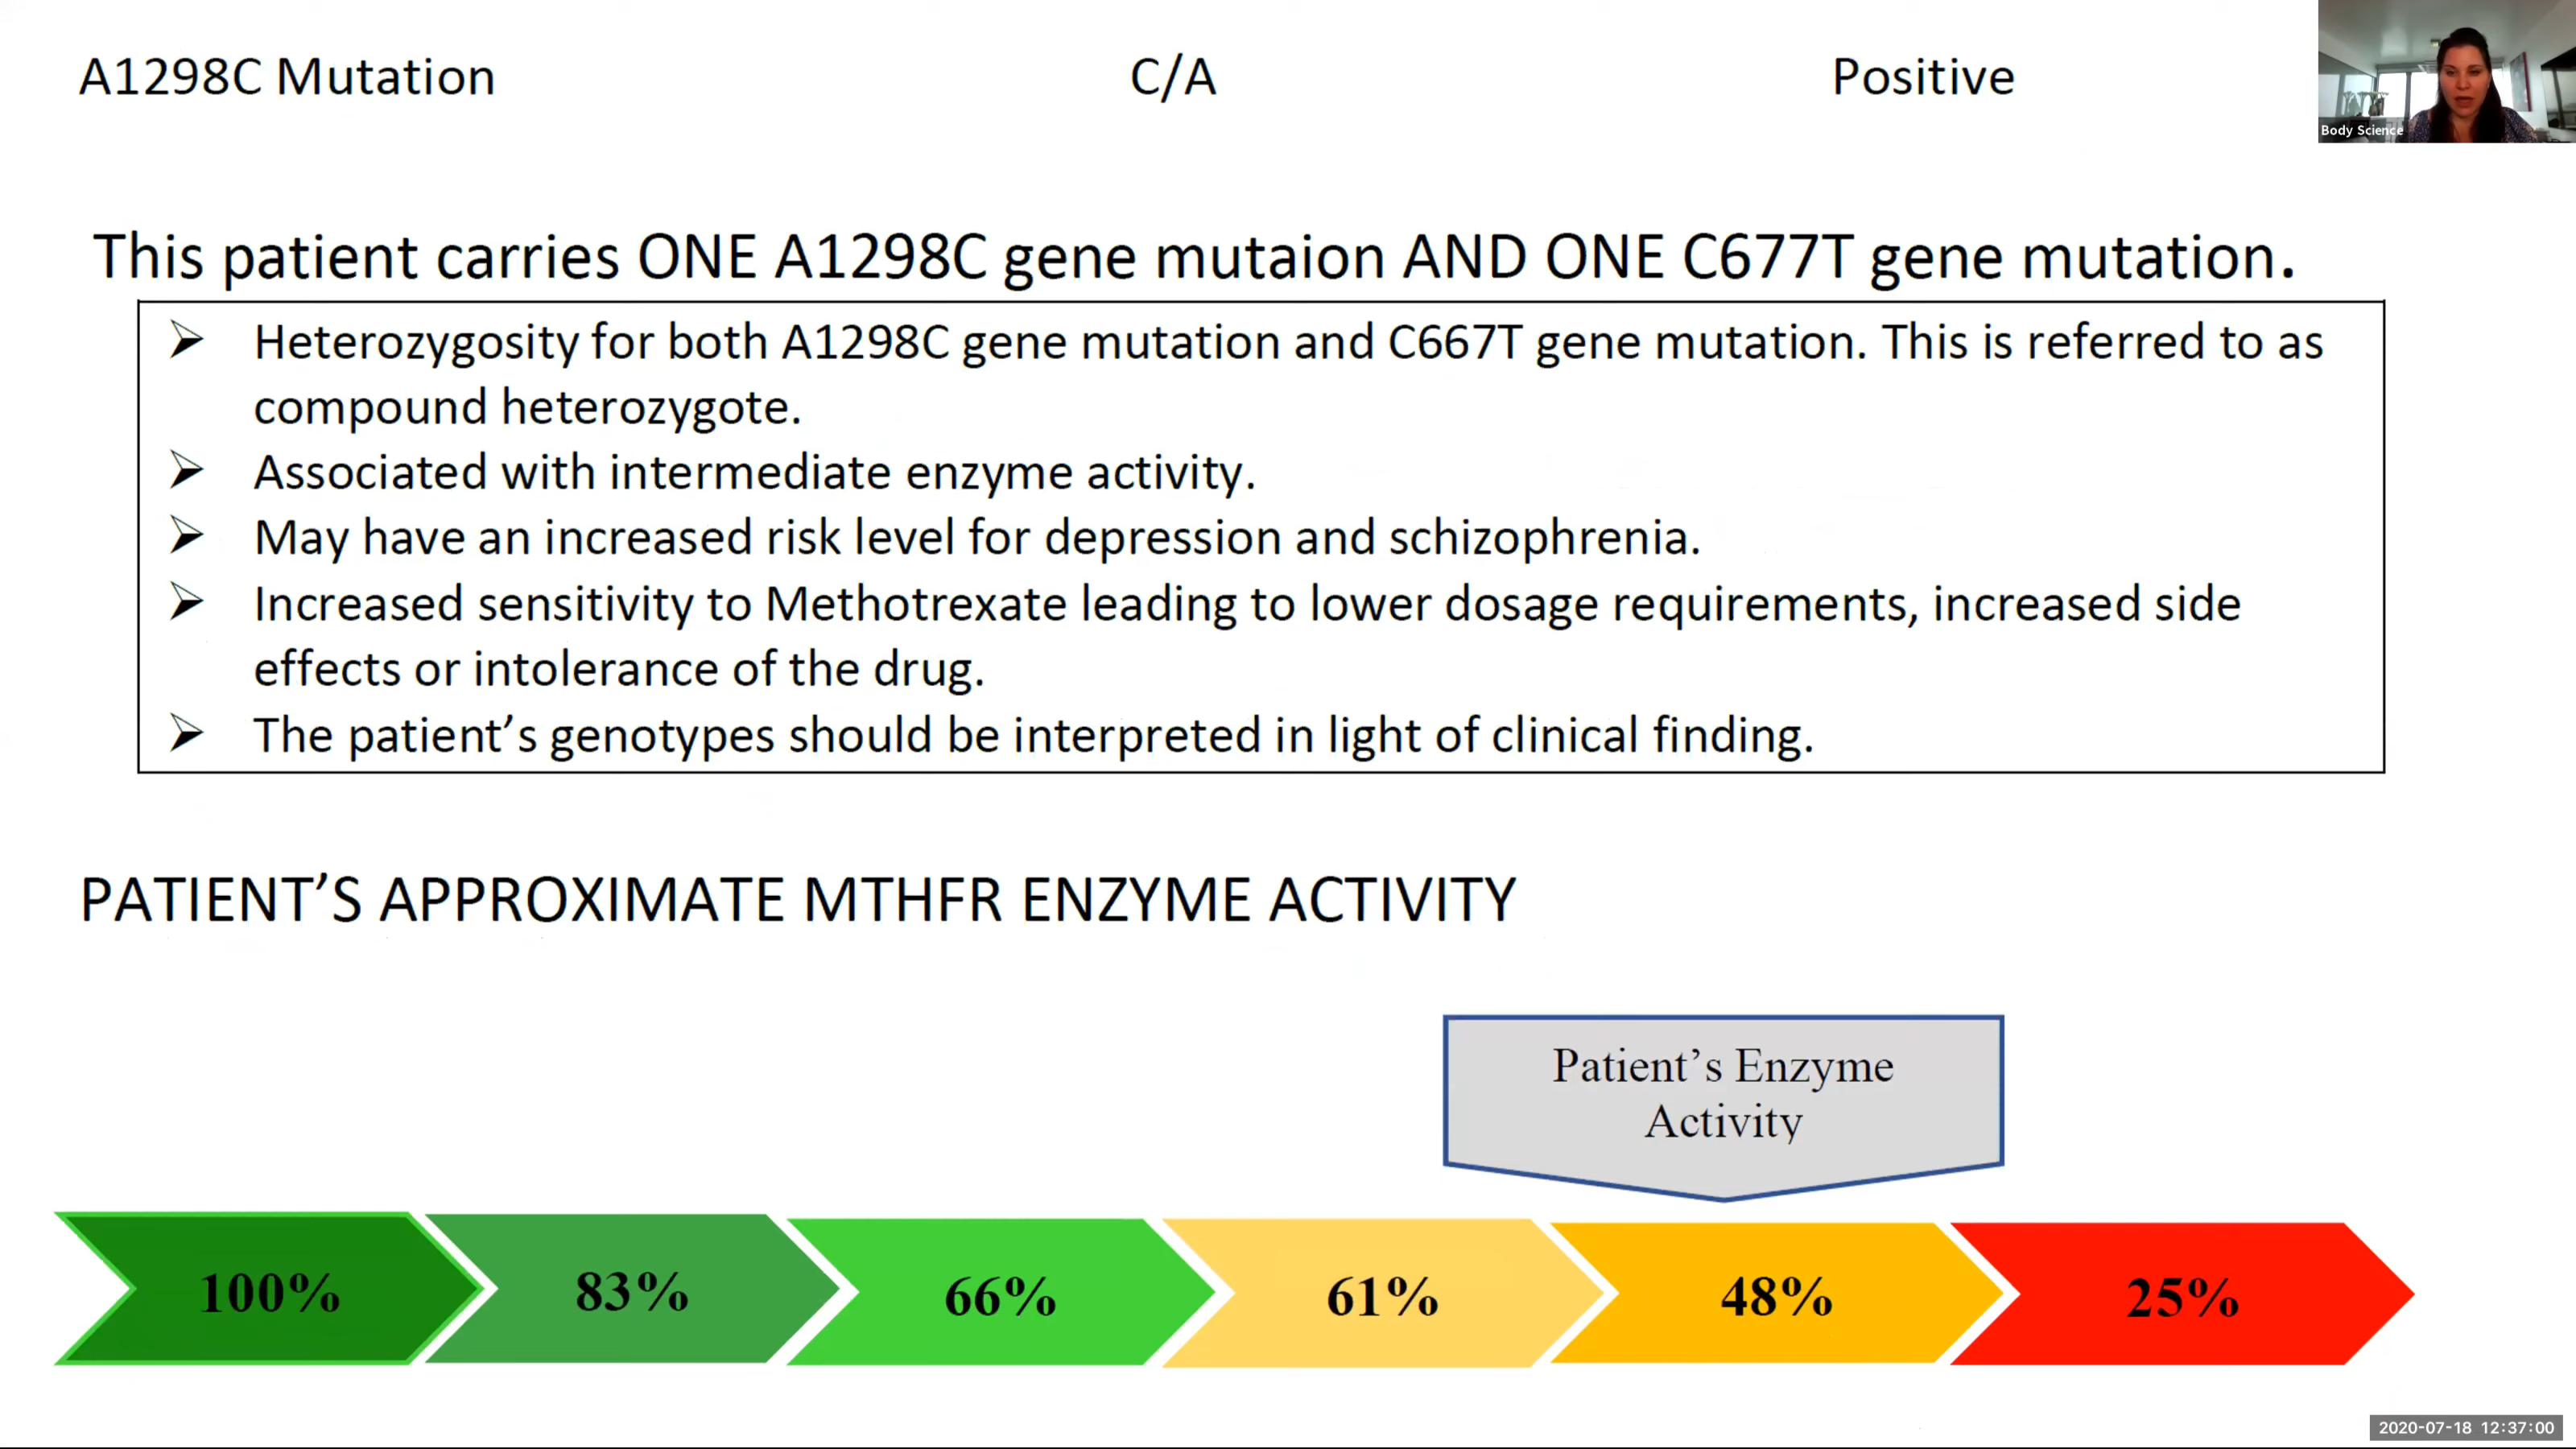 A1298C Mutation C/A Positive
Body Science
This patient carries ONE A1298C gene mutaion AND ONE C677T gene mutation.
➢ Heterozygosity for both A1298C gene mutation and C667T gene mutation. This is referred to as
compound heterozygote.
➢ Associated with intermediate enzyme activity.
➢ May have an increased risk level for depression and schizophrenia.
➢ Increased sensitivity to Methotrexate leading to lower dosage requirements, increased side
effects or intolerance of the drug.
➢ The patient’s genotypes should be interpreted in light of clinical finding.
PATIENT’S APPROXIMATE MTHFR ENZYME ACTIVITY
Patient’s Enzyme
Activity
100% 83% 66% 61% 48% 25%
2020-07-18 12:37:00